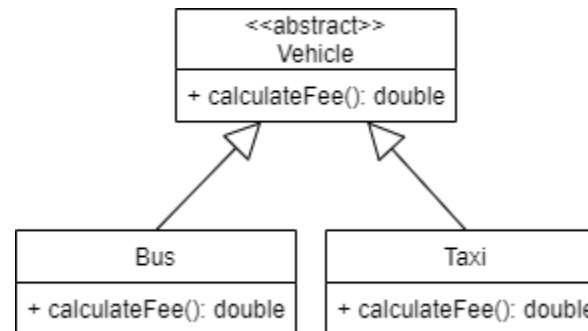 <<abstract>>
Vehicle
+ calculateFee(): double
Bus
Taxi
+ calculateFee(): double
+ calculateFee(): double